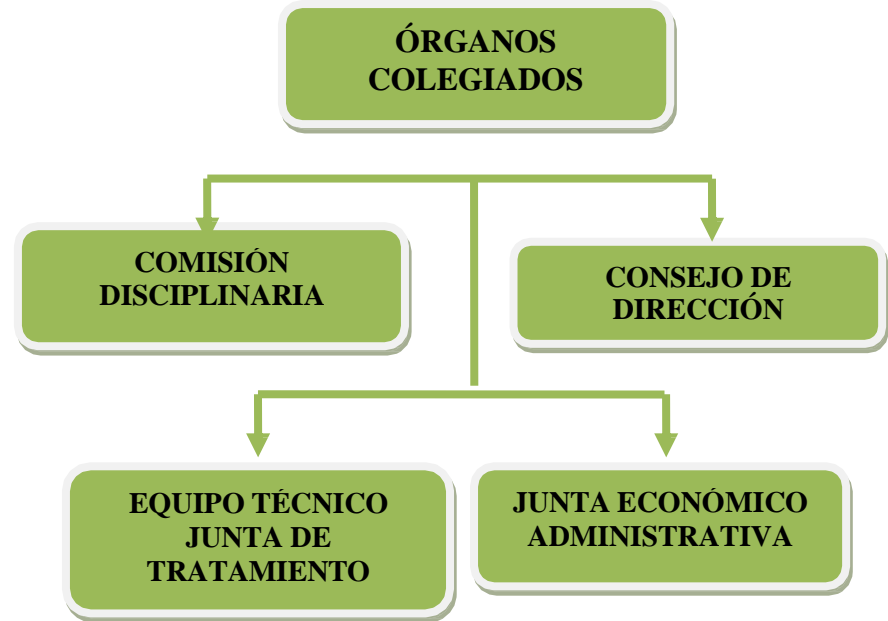 ÓRGANOS
COLEGIADOS
COMISIÓN
DISCIPLINARIA
CONSEJO DE
DIRECCIÓN
EQUIPO TÉCNICO
JUNTA DE
TRATAMIENTO
JUNTA ECONÓMICO
ADMINISTRATIVA